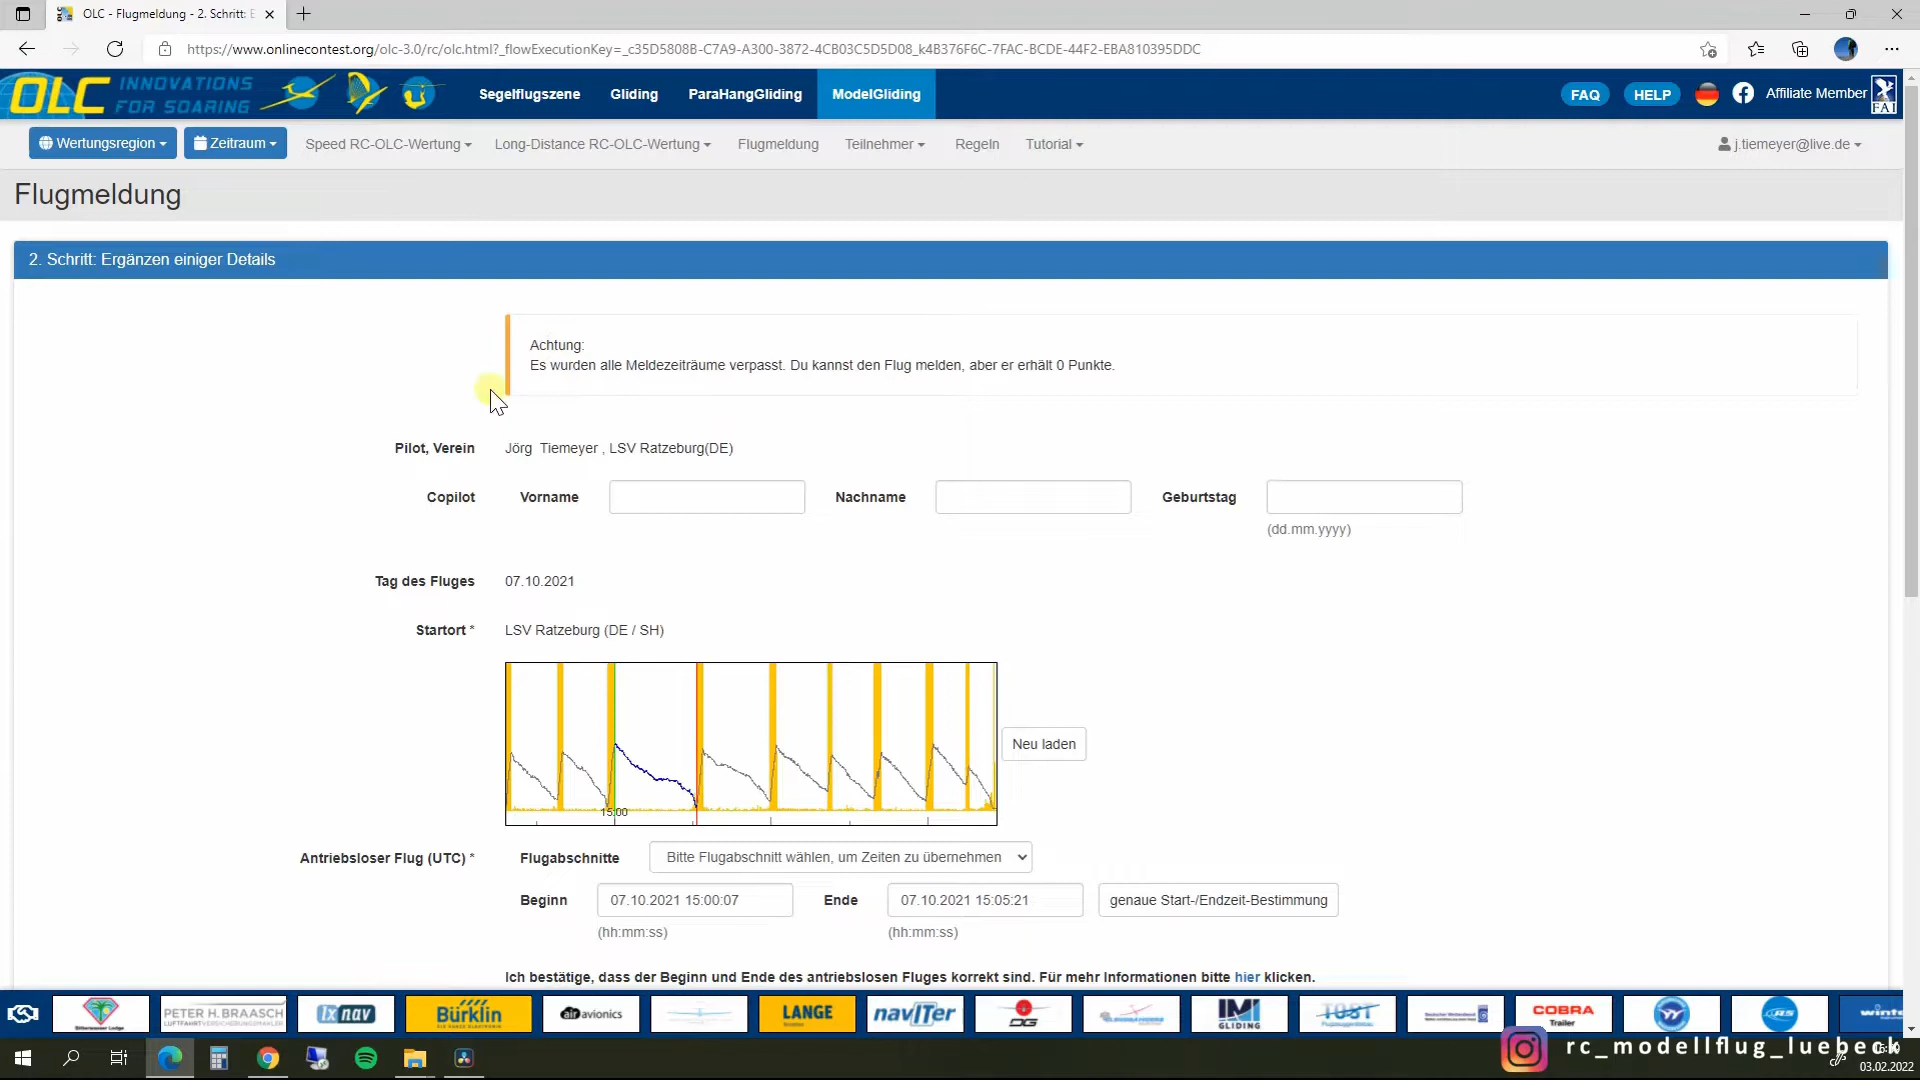 OLC - Flugmeldung - 2. Schritt: E
https://www.onlinecontest.org/olc-3.0/rc/olc.html?_flowExecutionKey=_c35D5808B-C7A9-A300-3872-4CB03C5D5D08_k4B376F6C-7FAC-BCDE-44F2-EBA810395DDC
OLC INNOVATIONS FOR SOARING
Segelflugszene Gliding ParaHangGliding ModelGliding
FAQ HELP Affiliate Member FAI
Wertungsregion Zeitraum Speed RC-OLC-Wertung Long-Distance RC-OLC-Wertung Flugmeldung Teilnehmer Regeln Tutorial j.tiemeyer@live.de
Flugmeldung
2. Schritt: Ergänzen einiger Details
Achtung:
Es wurden alle Meldezeiträume verpasst. Du kannst den Flug melden, aber er erhält 0 Punkte.
Pilot, Verein Jörg Tiemeyer , LSV Ratzeburg(DE)
Copilot Vorname Nachname Geburtstag
(dd.mm.yyyy)
Tag des Fluges 07.10.2021
Startort * LSV Ratzeburg (DE / SH)
Neu laden
15:00
Antriebsloser Flug (UTC) * Flugabschnitte Bitte Flugabschnitt wählen, um Zeiten zu übernehmen
Beginn 07.10.2021 15:00:07 Ende 07.10.2021 15:05:21 genaue Start-/Endzeit-Bestimmung
(hh:mm:ss) (hh:mm:ss)
Ich bestätige, dass der Beginn und Ende des antriebslosen Fluges korrekt sind. Für mehr Informationen bitte hier klicken.
PETER H. BRAASCH lxnav Bürklin air avionics LANGE naviTer DG IMI GLIDING TOST COBRA Trailer
rc_modellflug_luebeck
03.02.2022